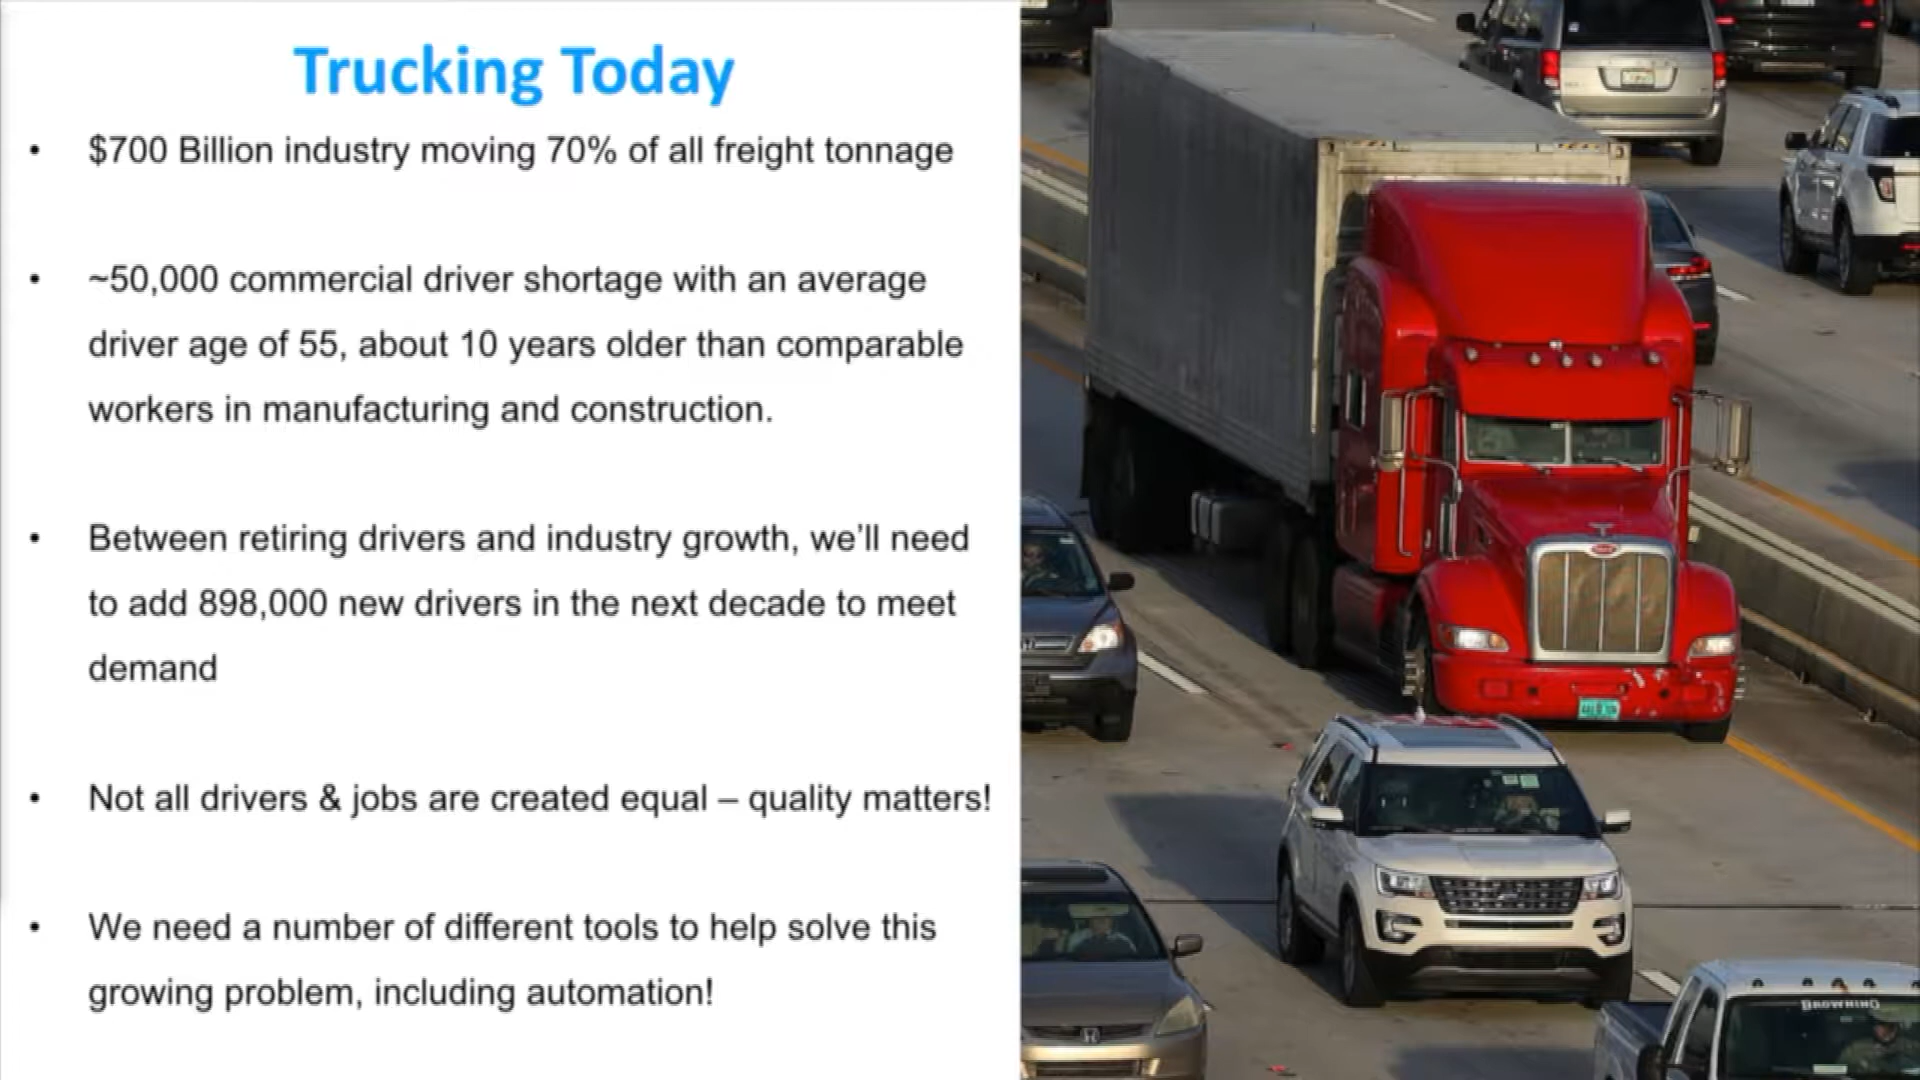 Trucking Today
• $700 Billion industry moving 70% of all freight tonnage
• ~50,000 commercial driver shortage with an average
driver age of 55, about 10 years older than comparable
workers in manufacturing and construction.
• Between retiring drivers and industry growth, we’ll need
to add 898,000 new drivers in the next decade to meet
demand
• Not all drivers & jobs are created equal – quality matters!
• We need a number of different tools to help solve this
growing problem, including automation!
BROWNING